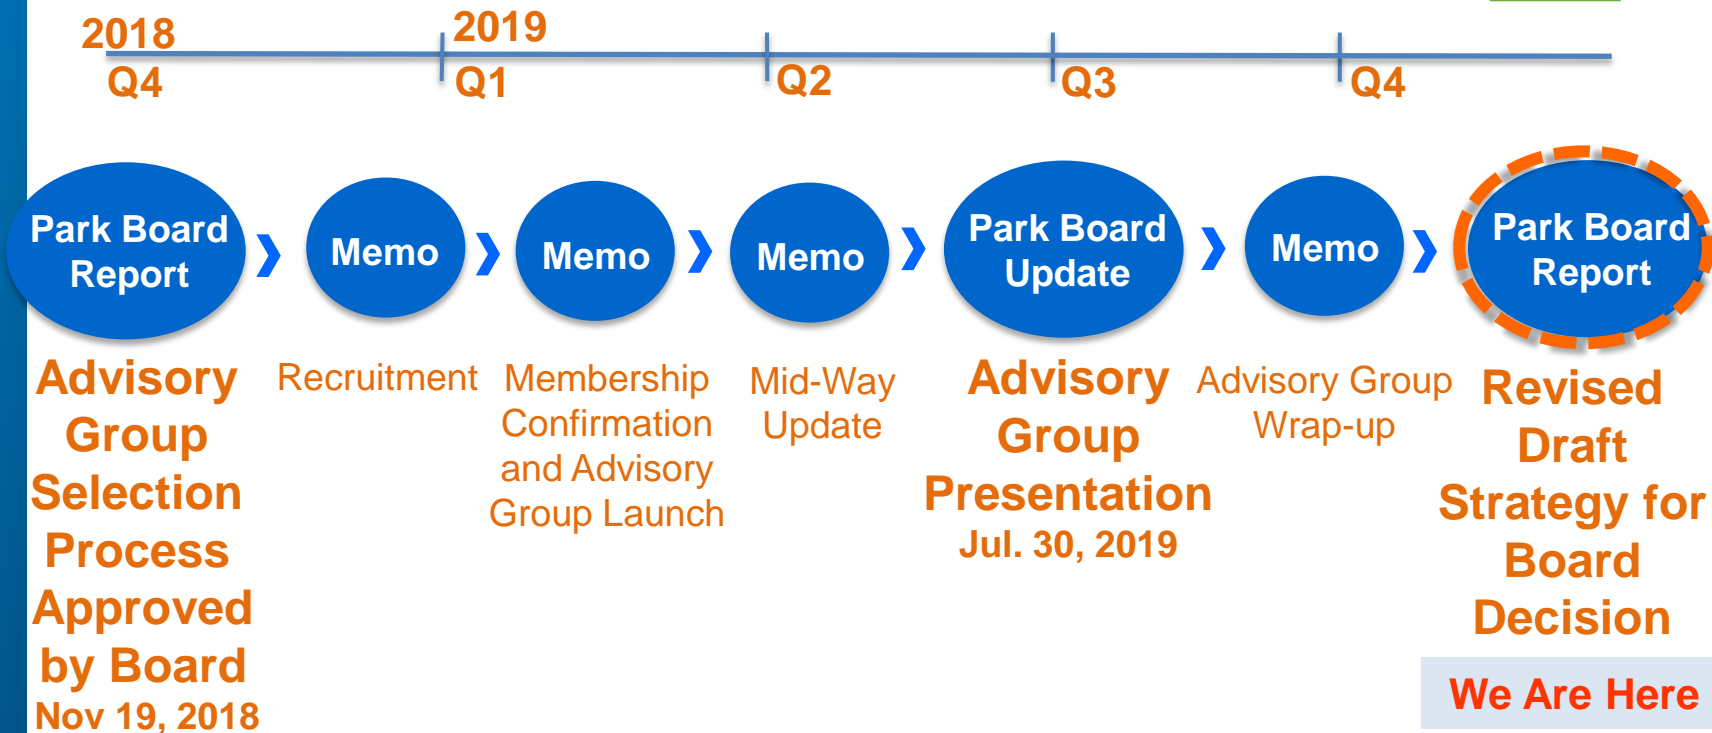 2018
2019
Q4
Q1
Q2
Q3
Q4
Park Board
Report
Memo
Memo
Memo
Park Board
Update
Memo
Park Board
Report
Advisory
Group
Selection
Process
Approved
by Board
Nov 19, 2018
Recruitment
Membership
Confirmation
and Advisory
Group Launch
Mid-Way
Update
Advisory
Group
Presentation
Jul. 30, 2019
Advisory Group
Wrap-up
Revised
Draft
Strategy for
Board
Decision
We Are Here